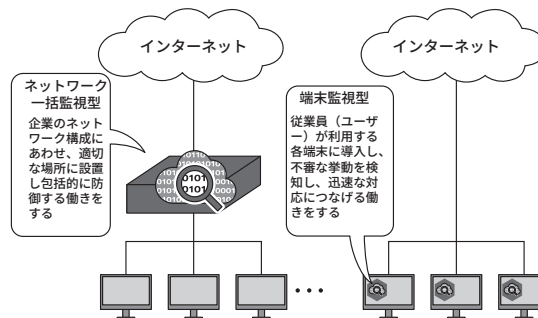 インターネット
インターネット
ネットワーク
一括監視型
企業のネット
ワーク構成に
あわせ、適切
な場所に設置
し包括的に防
御する働きを
する
端末監視型
従業員（ユーザ
ー）が利用する
各端末に導入し、
不審な挙動を検
知し、迅速な対
応につなげる働
きをする
0101
0101